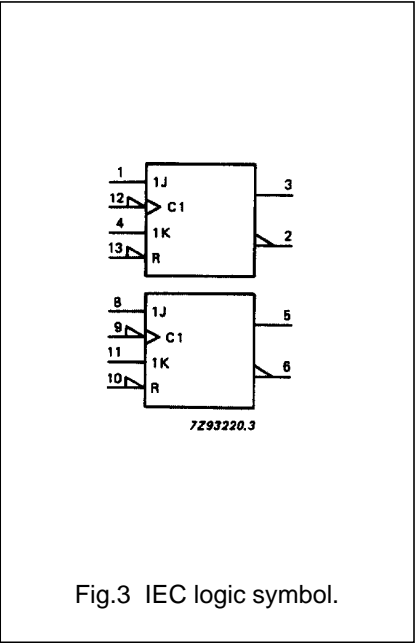 1 1J 3
12 C1
4 1K 2
13 R
8 1J 5
9 C1
11 1K 6
10 R
7Z93220.3
Fig.3 IEC logic symbol.